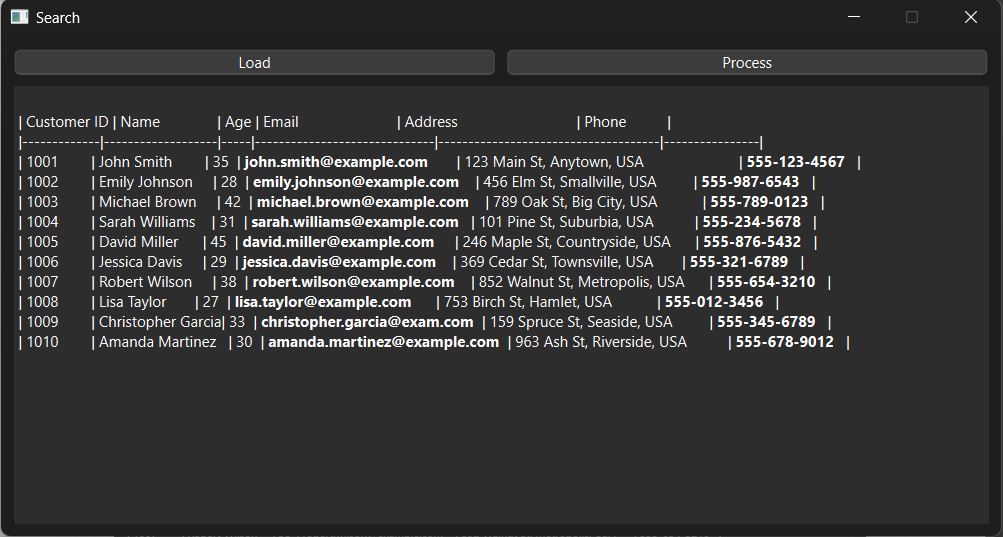 Search
Load Process
| Customer ID | Name | Age | Email | Address | Phone |
|-------------|-------------------|-----|------------------------------|-------------------------------------|----------------|
| 1001 | John Smith | 35 | john.smith@example.com | 123 Main St, Anytown, USA | 555-123-4567 |
| 1002 | Emily Johnson | 28 | emily.johnson@example.com | 456 Elm St, Smallville, USA | 555-987-6543 |
| 1003 | Michael Brown | 42 | michael.brown@example.com | 789 Oak St, Big City, USA | 555-789-0123 |
| 1004 | Sarah Williams | 31 | sarah.williams@example.com | 101 Pine St, Suburbia, USA | 555-234-5678 |
| 1005 | David Miller | 45 | david.miller@example.com | 246 Maple St, Countryside, USA | 555-876-5432 |
| 1006 | Jessica Davis | 29 | jessica.davis@example.com | 369 Cedar St, Townsville, USA | 555-321-6789 |
| 1007 | Robert Wilson | 38 | robert.wilson@example.com | 852 Walnut St, Metropolis, USA | 555-654-3210 |
| 1008 | Lisa Taylor | 27 | lisa.taylor@example.com | 753 Birch St, Hamlet, USA | 555-012-3456 |
| 1009 | Christopher Garcia| 33 | christopher.garcia@exam.com | 159 Spruce St, Seaside, USA | 555-345-6789 |
| 1010 | Amanda Martinez | 30 | amanda.martinez@example.com | 963 Ash St, Riverside, USA | 555-678-9012 |